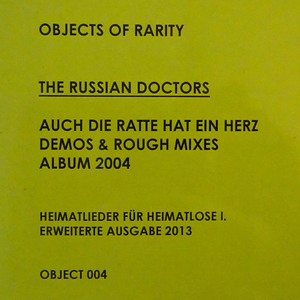 OBJECTS OF RARITY
THE RUSSIAN DOCTORS
AUCH DIE RATTE HAT EIN HERZ
DEMOS & ROUGH MIXES
ALBUM 2004
HEIMATLIEDER FÜR HEIMATLOSE I.
ERWEITERTE AUSGABE 2013
OBJECT 004